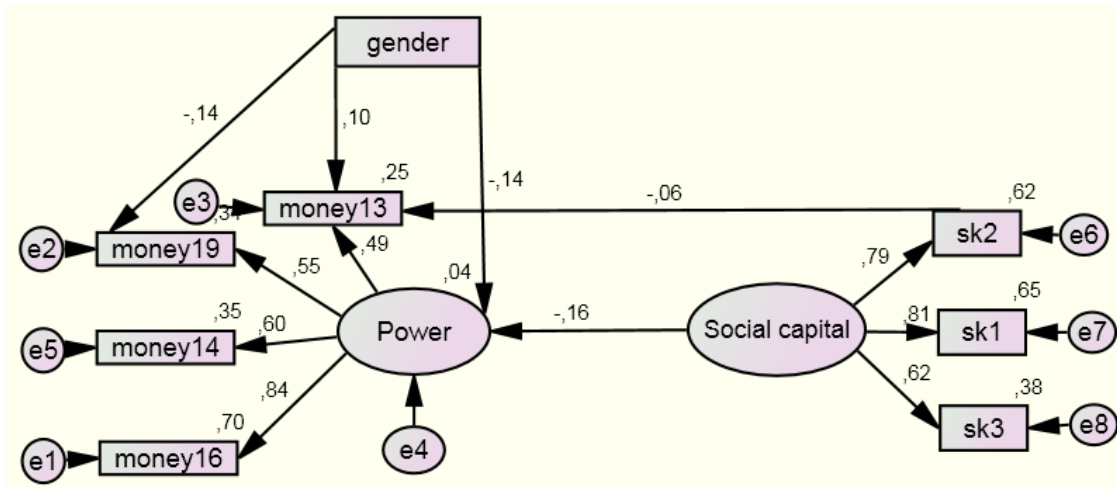 gender
-,14
,10
,25
-,14
e3
money13
-,06
,62
e2
money19
,49
sk2
e6
,55
,04
,79
,65
,35
,60
Power
-,16
Social capital
,81
sk1
e7
e5
money14
,84
,62
,38
,70
e4
sk3
e8
e1
money16